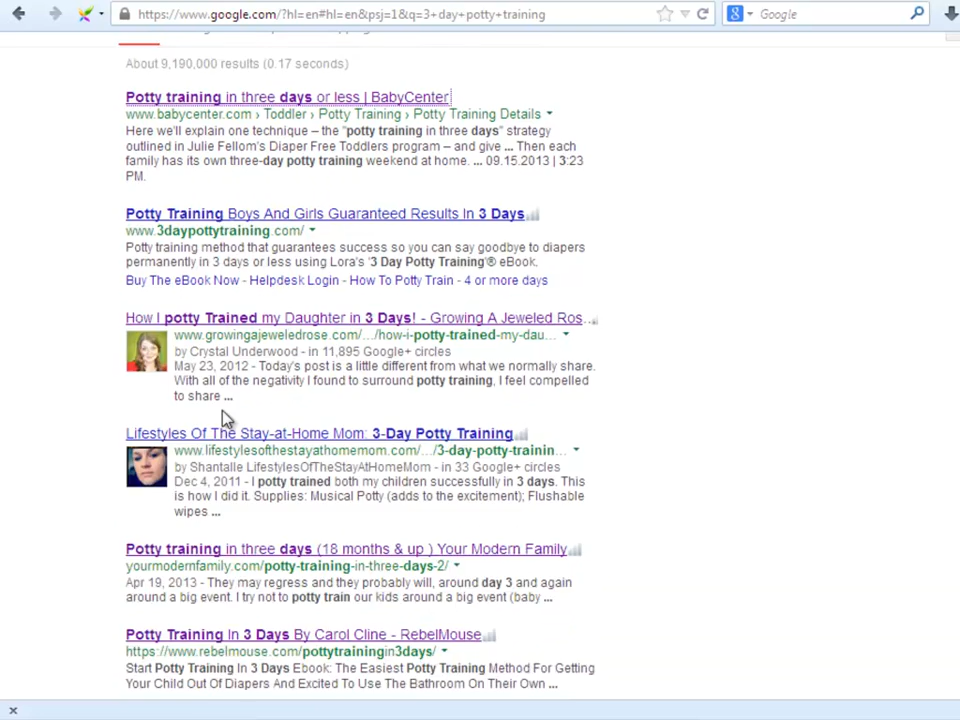 https://www.google.com/?hl=en#hl=en&psj=1&q=3+day+potty+training
Google
About 9,190,000 results (0.17 seconds)
Potty training in three days or less | BabyCenter
www.babycenter.com › Toddler › Potty Training › Potty Training Details
Here we'll explain one technique – the "potty training in three days" strategy
outlined in Julie Fellom's Diaper Free Toddlers program – and give ... Then each
family has its own three-day potty training weekend at home. ... 09.15.2013 | 3:23
PM.
Potty Training Boys And Girls Guaranteed Results In 3 Days
www.3daypottytraining.com/
Potty training method that guarantees success so you can say goodbye to diapers
permanently in 3 days or less using Lora's '3 Day Potty Training'® eBook.
Buy The eBook Now - Helpdesk Login - How To Potty Train - 4 or more days
How I potty Trained my Daughter in 3 Days! - Growing A Jeweled Ros...
www.growingajeweledrose.com/.../how-i-potty-trained-my-dau...
by Crystal Underwood - in 11,895 Google+ circles
May 23, 2012 - Today's post is a little different from what we normally share.
With all of the negativity I found to surround potty training, I feel compelled
to share ...
Lifestyles Of The Stay-at-Home Mom: 3-Day Potty Training
www.lifestylesofthestayathomemom.com/.../3-day-potty-trainin...
by Shantalle LifestylesOfTheStayAtHomeMom - in 33 Google+ circles
Dec 4, 2011 - I potty trained both my children successfully in 3 days. This
is how I did it. Supplies: Musical Potty (adds to the excitement); Flushable
wipes ...
Potty training in three days (18 months & up ) Your Modern Family
yourmodernfamily.com/potty-training-in-three-days-2/
Apr 19, 2013 - They may regress and they probably will, around day 3 and again
around a big event. I try not to potty train our kids around a big event (baby ...
Potty Training In 3 Days By Carol Cline - RebelMouse
https://www.rebelmouse.com/pottytrainingin3days/
Start Potty Training In 3 Days Ebook: The Easiest Potty Training Method For Getting
Your Child Out Of Diapers And Excited To Use The Bathroom On Their Own ...